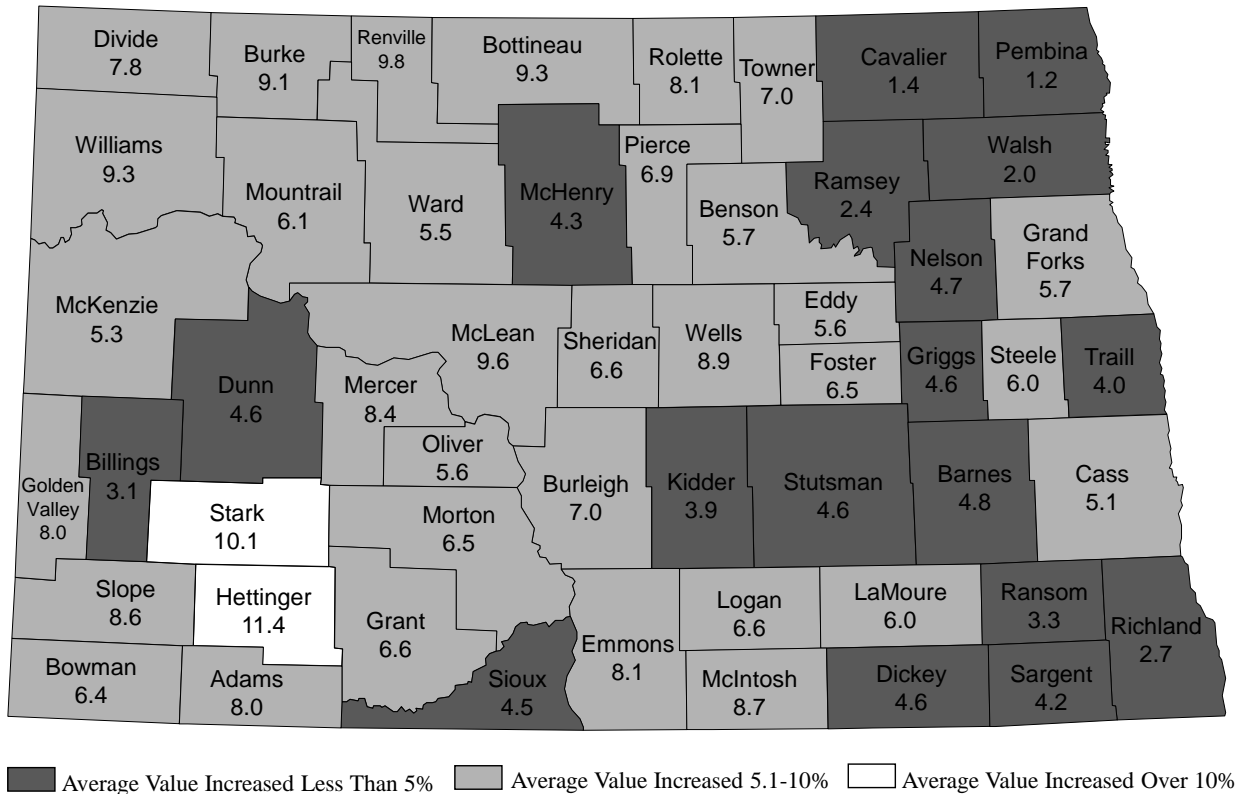 Divide
7.8
Burke
9.1
Renville
9.8
Bottineau
9.3
Rolette
8.1
Towner
7.0
Cavalier
1.4
Pembina
1.2
Williams
9.3
Mountrail
6.1
Ward
5.5
McHenry
4.3
Pierce
6.9
Benson
5.7
Ramsey
2.4
Walsh
2.0
Nelson
4.7
Grand
Forks
5.7
McKenzie
5.3
Dunn
4.6
McLean
9.6
Mercer
8.4
Oliver
5.6
Sheridan
6.6
Wells
8.9
Eddy
5.6
Foster
6.5
Griggs
4.6
Steele
6.0
Traill
4.0
Golden
Valley
8.0
Billings
3.1
Stark
10.1
Morton
6.5
Burleigh
7.0
Kidder
3.9
Stutsman
4.6
Barnes
4.8
Cass
5.1
Slope
8.6
Hettinger
11.4
Grant
6.6
Bowman
6.4
Adams
8.0
Sioux
4.5
Emmons
8.1
Logan
6.6
McIntosh
8.7
LaMoure
6.0
Dickey
4.6
Ransom
3.3
Sargent
4.2
Richland
2.7
Average Value Increased Less Than 5%
Average Value Increased 5.1-10%
Average Value Increased Over 10%